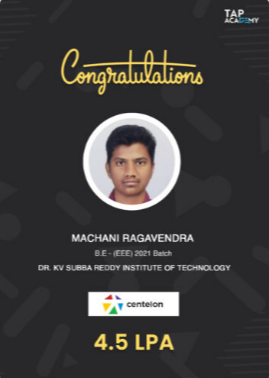 TAP
ACADEMY
Congratulations
MACHANI RAGAVENDRA
B.E - (EEE) 2021 Batch
DR. KV SUBBA REDDY INSTITUTE OF TECHNOLOGY
centelon
4.5 LPA